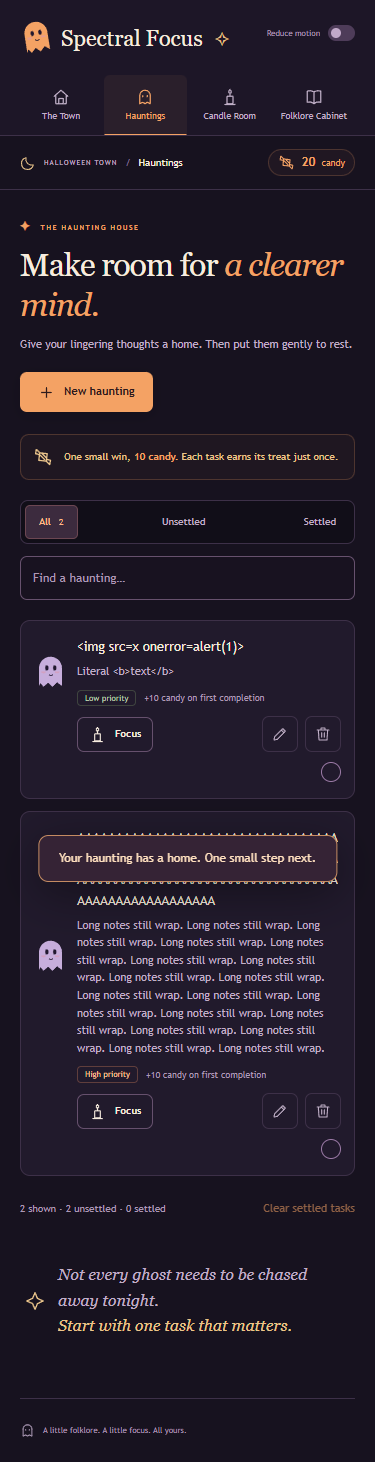 Spectral Focus
Reduce motion
The Town
Hauntings
Candle Room
Folklore Cabinet
HALLOWEEN TOWN / Hauntings
20 candy
THE HAUNTING HOUSE
Make room for a clearer
mind.
Give your lingering thoughts a home. Then put them gently to rest.
+ New haunting
One small win, 10 candy. Each task earns its treat just once.
All 2
Unsettled
Settled
Find a haunting...
<img src=x onerror=alert(1)>
Literal <b>text</b>
Low priority
+10 candy on first completion
Focus
Your haunting has a home. One small step next.
AAAAAAAAAAAAAAAAAA
Long notes still wrap. Long notes still wrap. Long
notes still wrap. Long notes still wrap. Long notes
still wrap. Long notes still wrap. Long notes still
wrap. Long notes still wrap. Long notes still wrap.
Long notes still wrap. Long notes still wrap. Long
notes still wrap. Long notes still wrap. Long notes
still wrap. Long notes still wrap. Long notes still
wrap. Long notes still wrap. Long notes still wrap.
High priority
+10 candy on first completion
Focus
2 shown · 2 unsettled · 0 settled
Clear settled tasks
Not every ghost needs to be chased
away tonight.
Start with one task that matters.
A little folklore. A little focus. All yours.